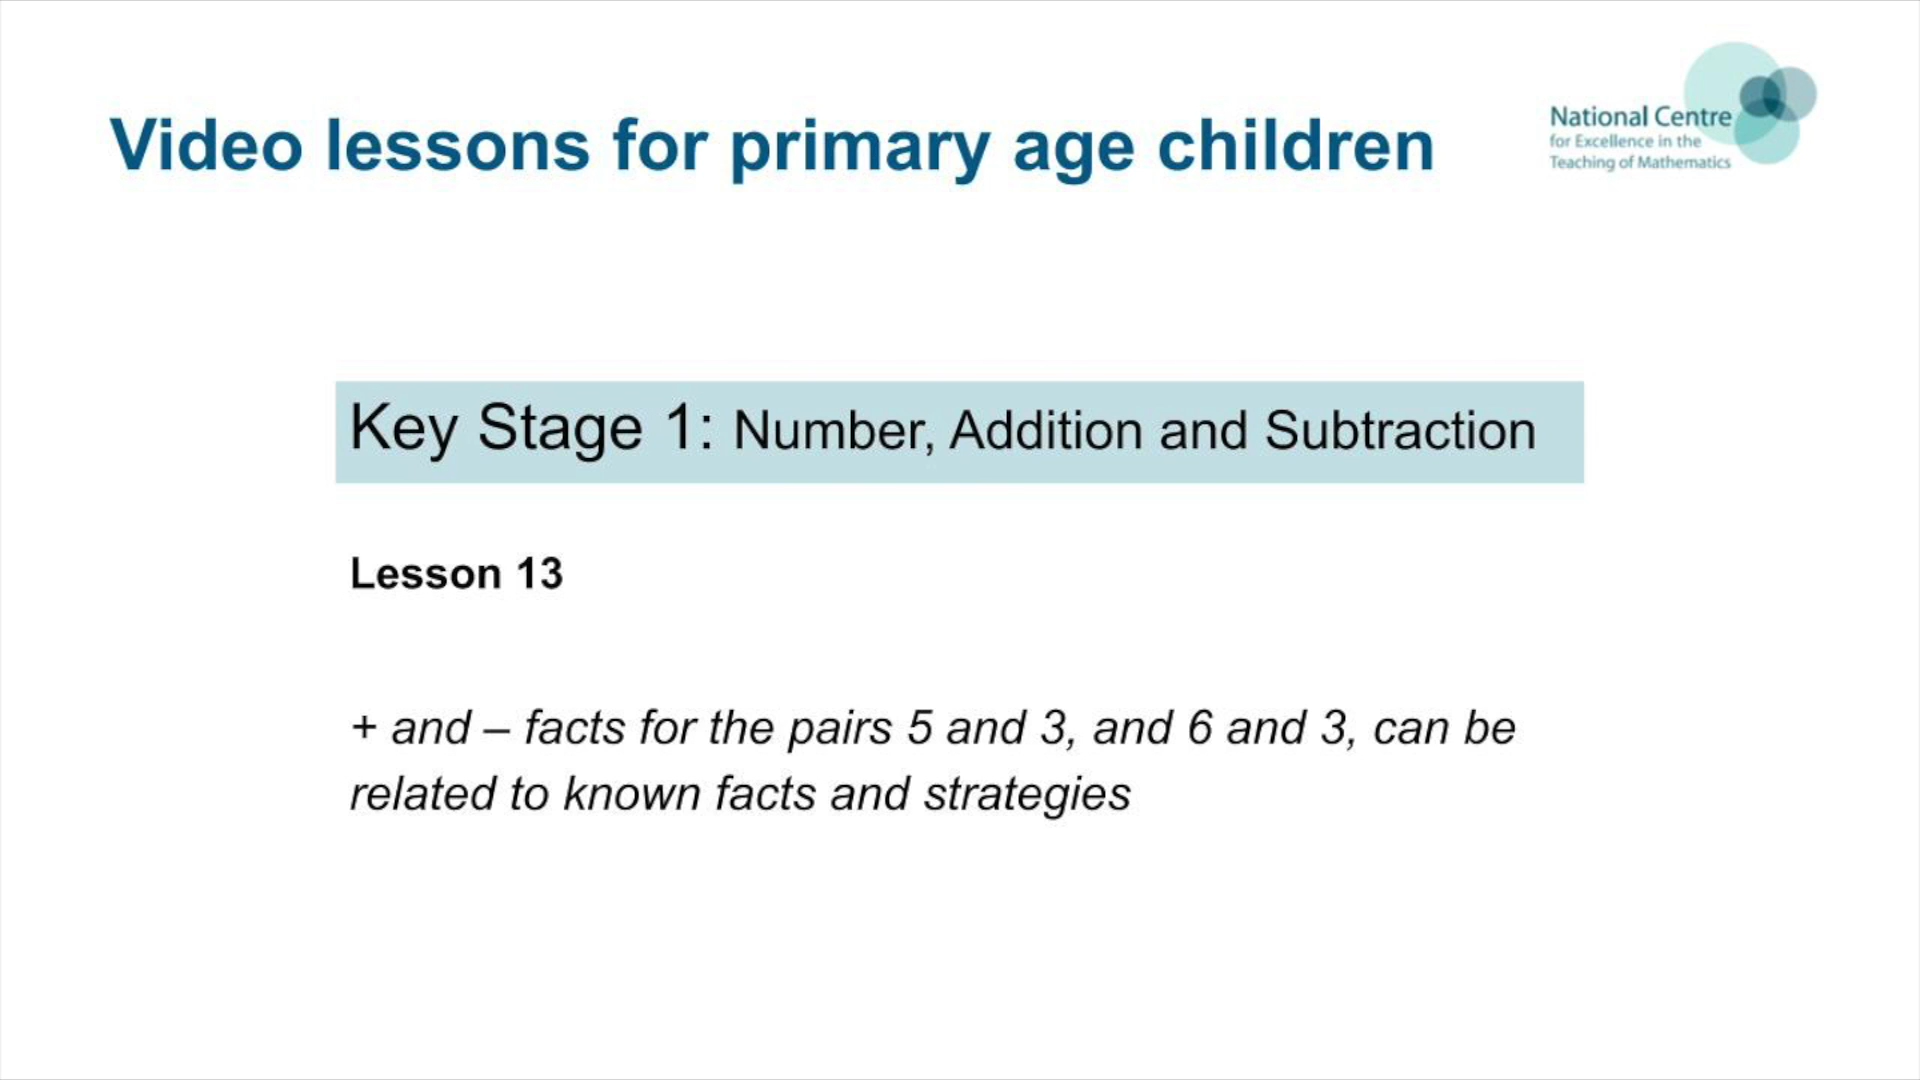 Video lessons for primary age children
National Centre
for Excellence in the
Teaching of Mathematics
Key Stage 1: Number, Addition and Subtraction
Lesson 13
+ and – facts for the pairs 5 and 3, and 6 and 3, can be
related to known facts and strategies